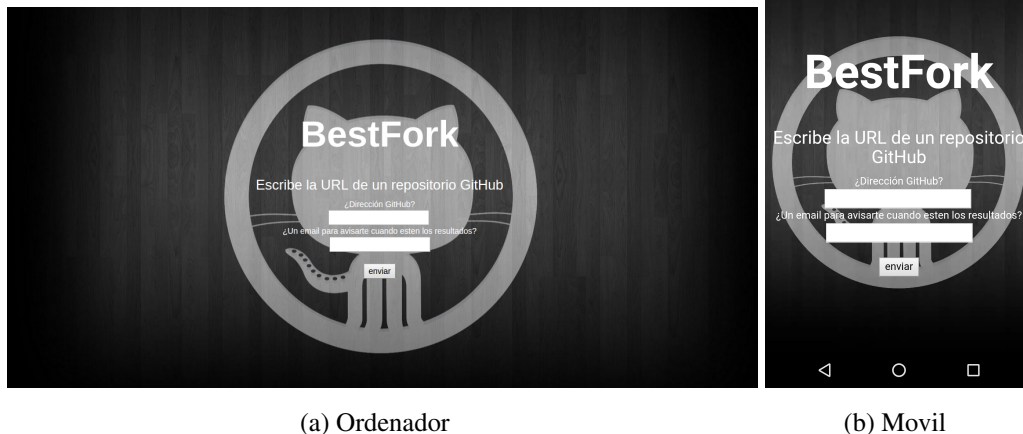 BestFork
Escribe la URL de un repositorio GitHub
¿Dirección GitHub?
¿Un email para avisarte cuando esten los resultados?
enviar
(a) Ordenador
BestFork
Escribe la URL de un repositorio
GitHub
¿Dirección GitHub?
¿Un email para avisarte cuando esten los resultados?
enviar
(b) Movil